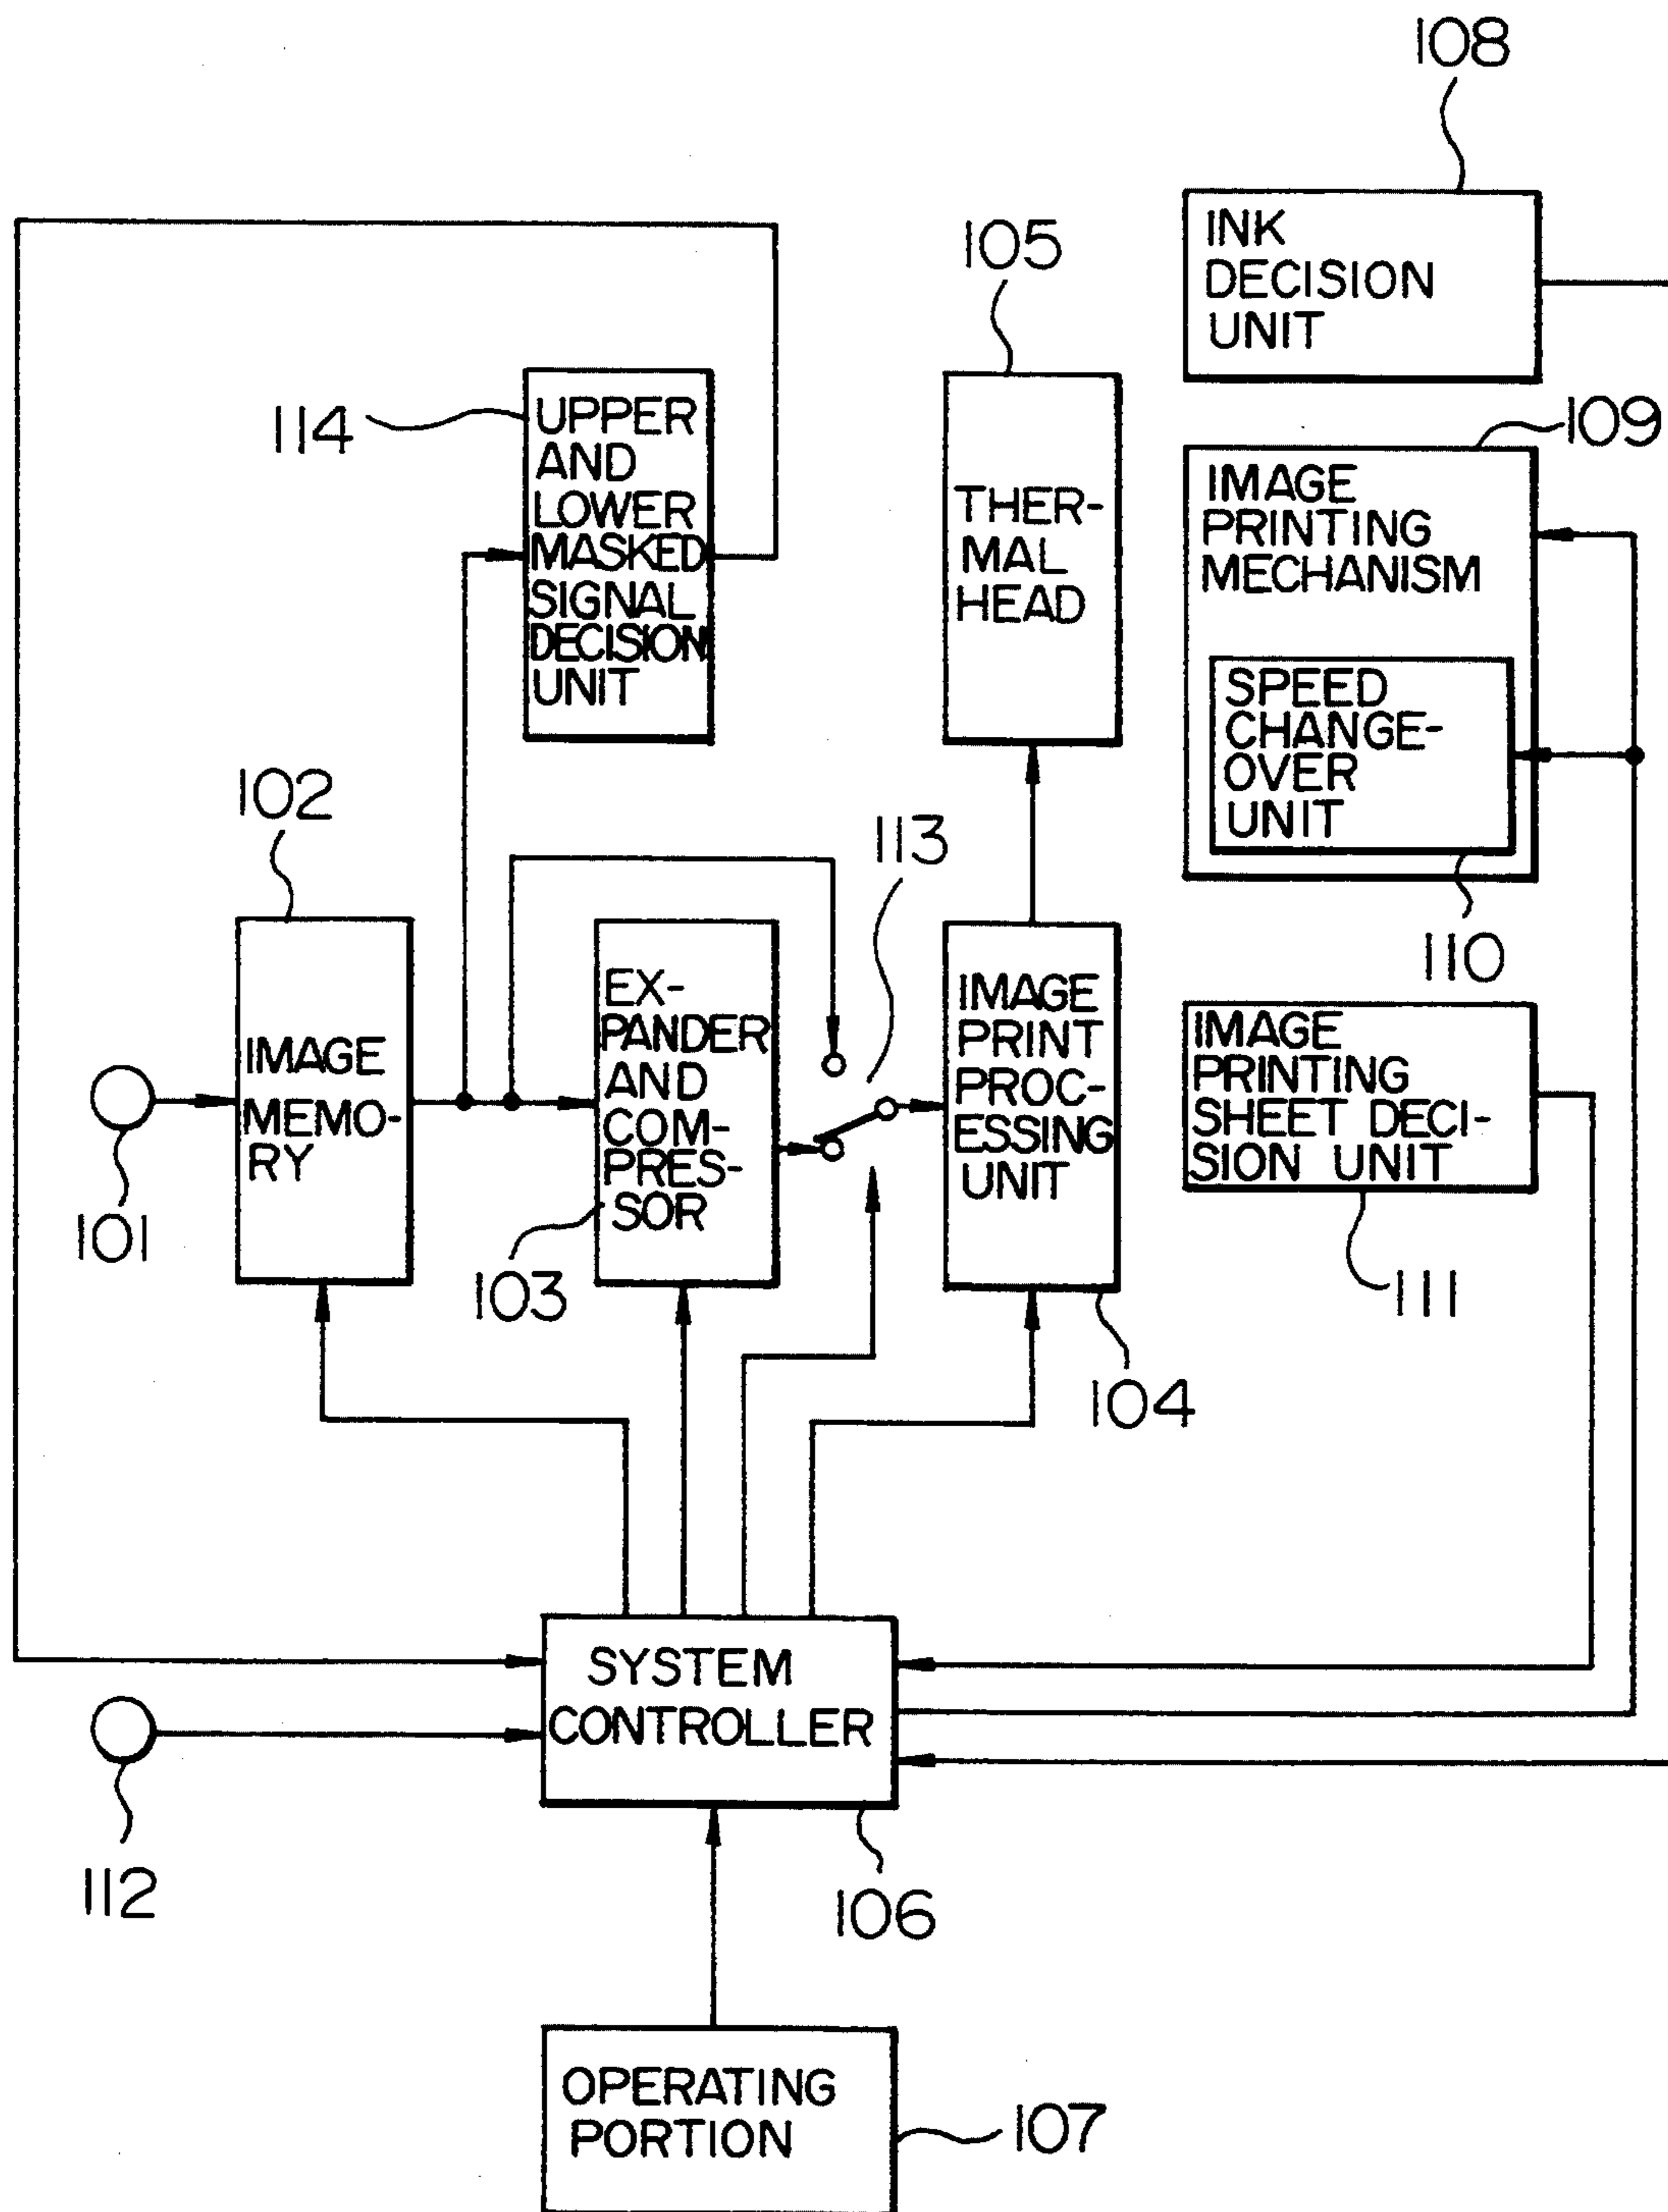 108
INK
DECISION
UNIT
105
114
UPPER
AND
LOWER
MASKED
SIGNAL
DECISION
UNIT
THER-
MAL
HEAD
109
IMAGE
PRINTING
MECHANISM
SPEED
CHANGE-
OVER
UNIT
110
102
113
IMAGE
MEMO-
RY
EX-
PANDER
AND
COM-
PRES-
SOR
IMAGE
PRINT
PROC-
ESSING
UNIT
IMAGE
PRINTING
SHEET DECI-
SION UNIT
101
103
111
104
SYSTEM
CONTROLLER
112
106
OPERATING
PORTION
107